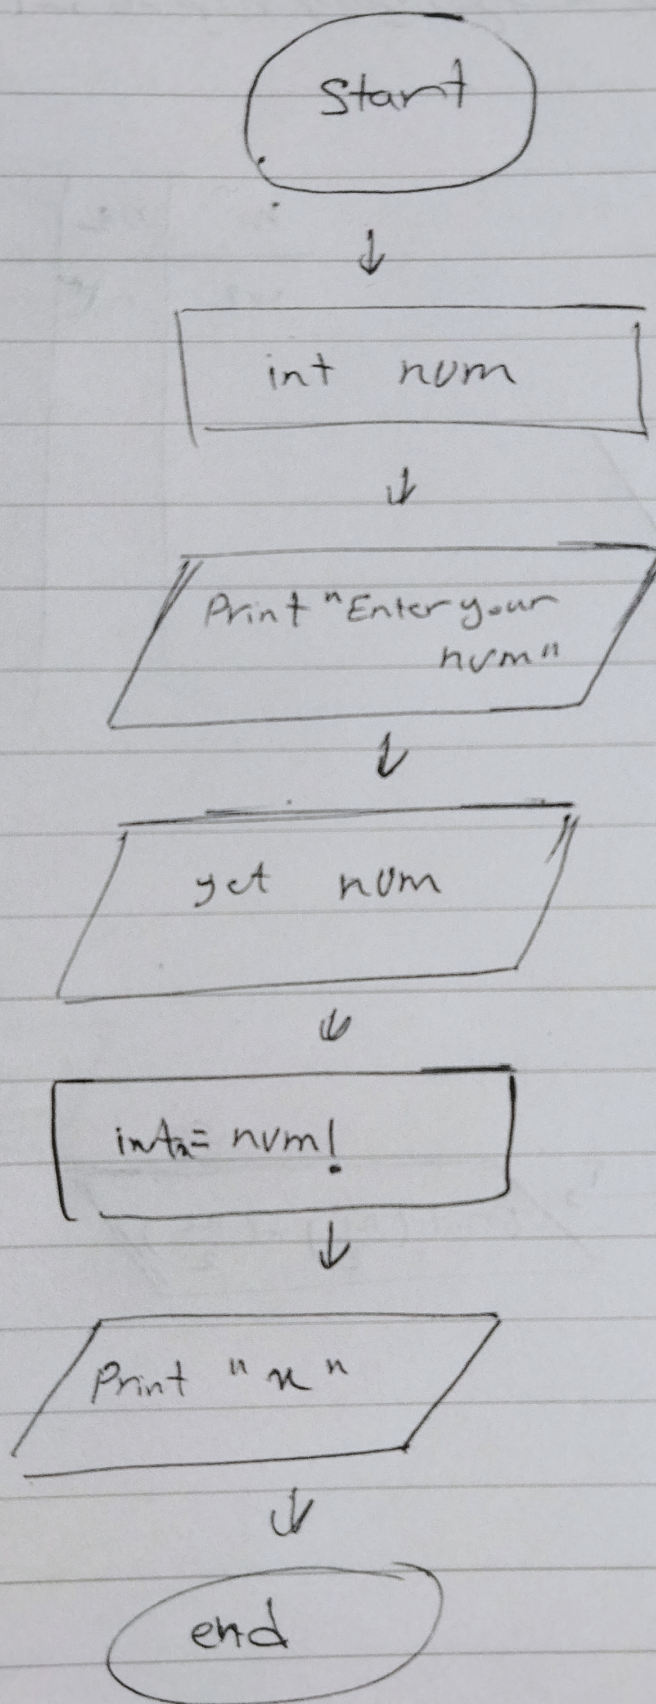 Start
int num
Print "Enter your
num"
get num
int x = num!
Print "x"
end